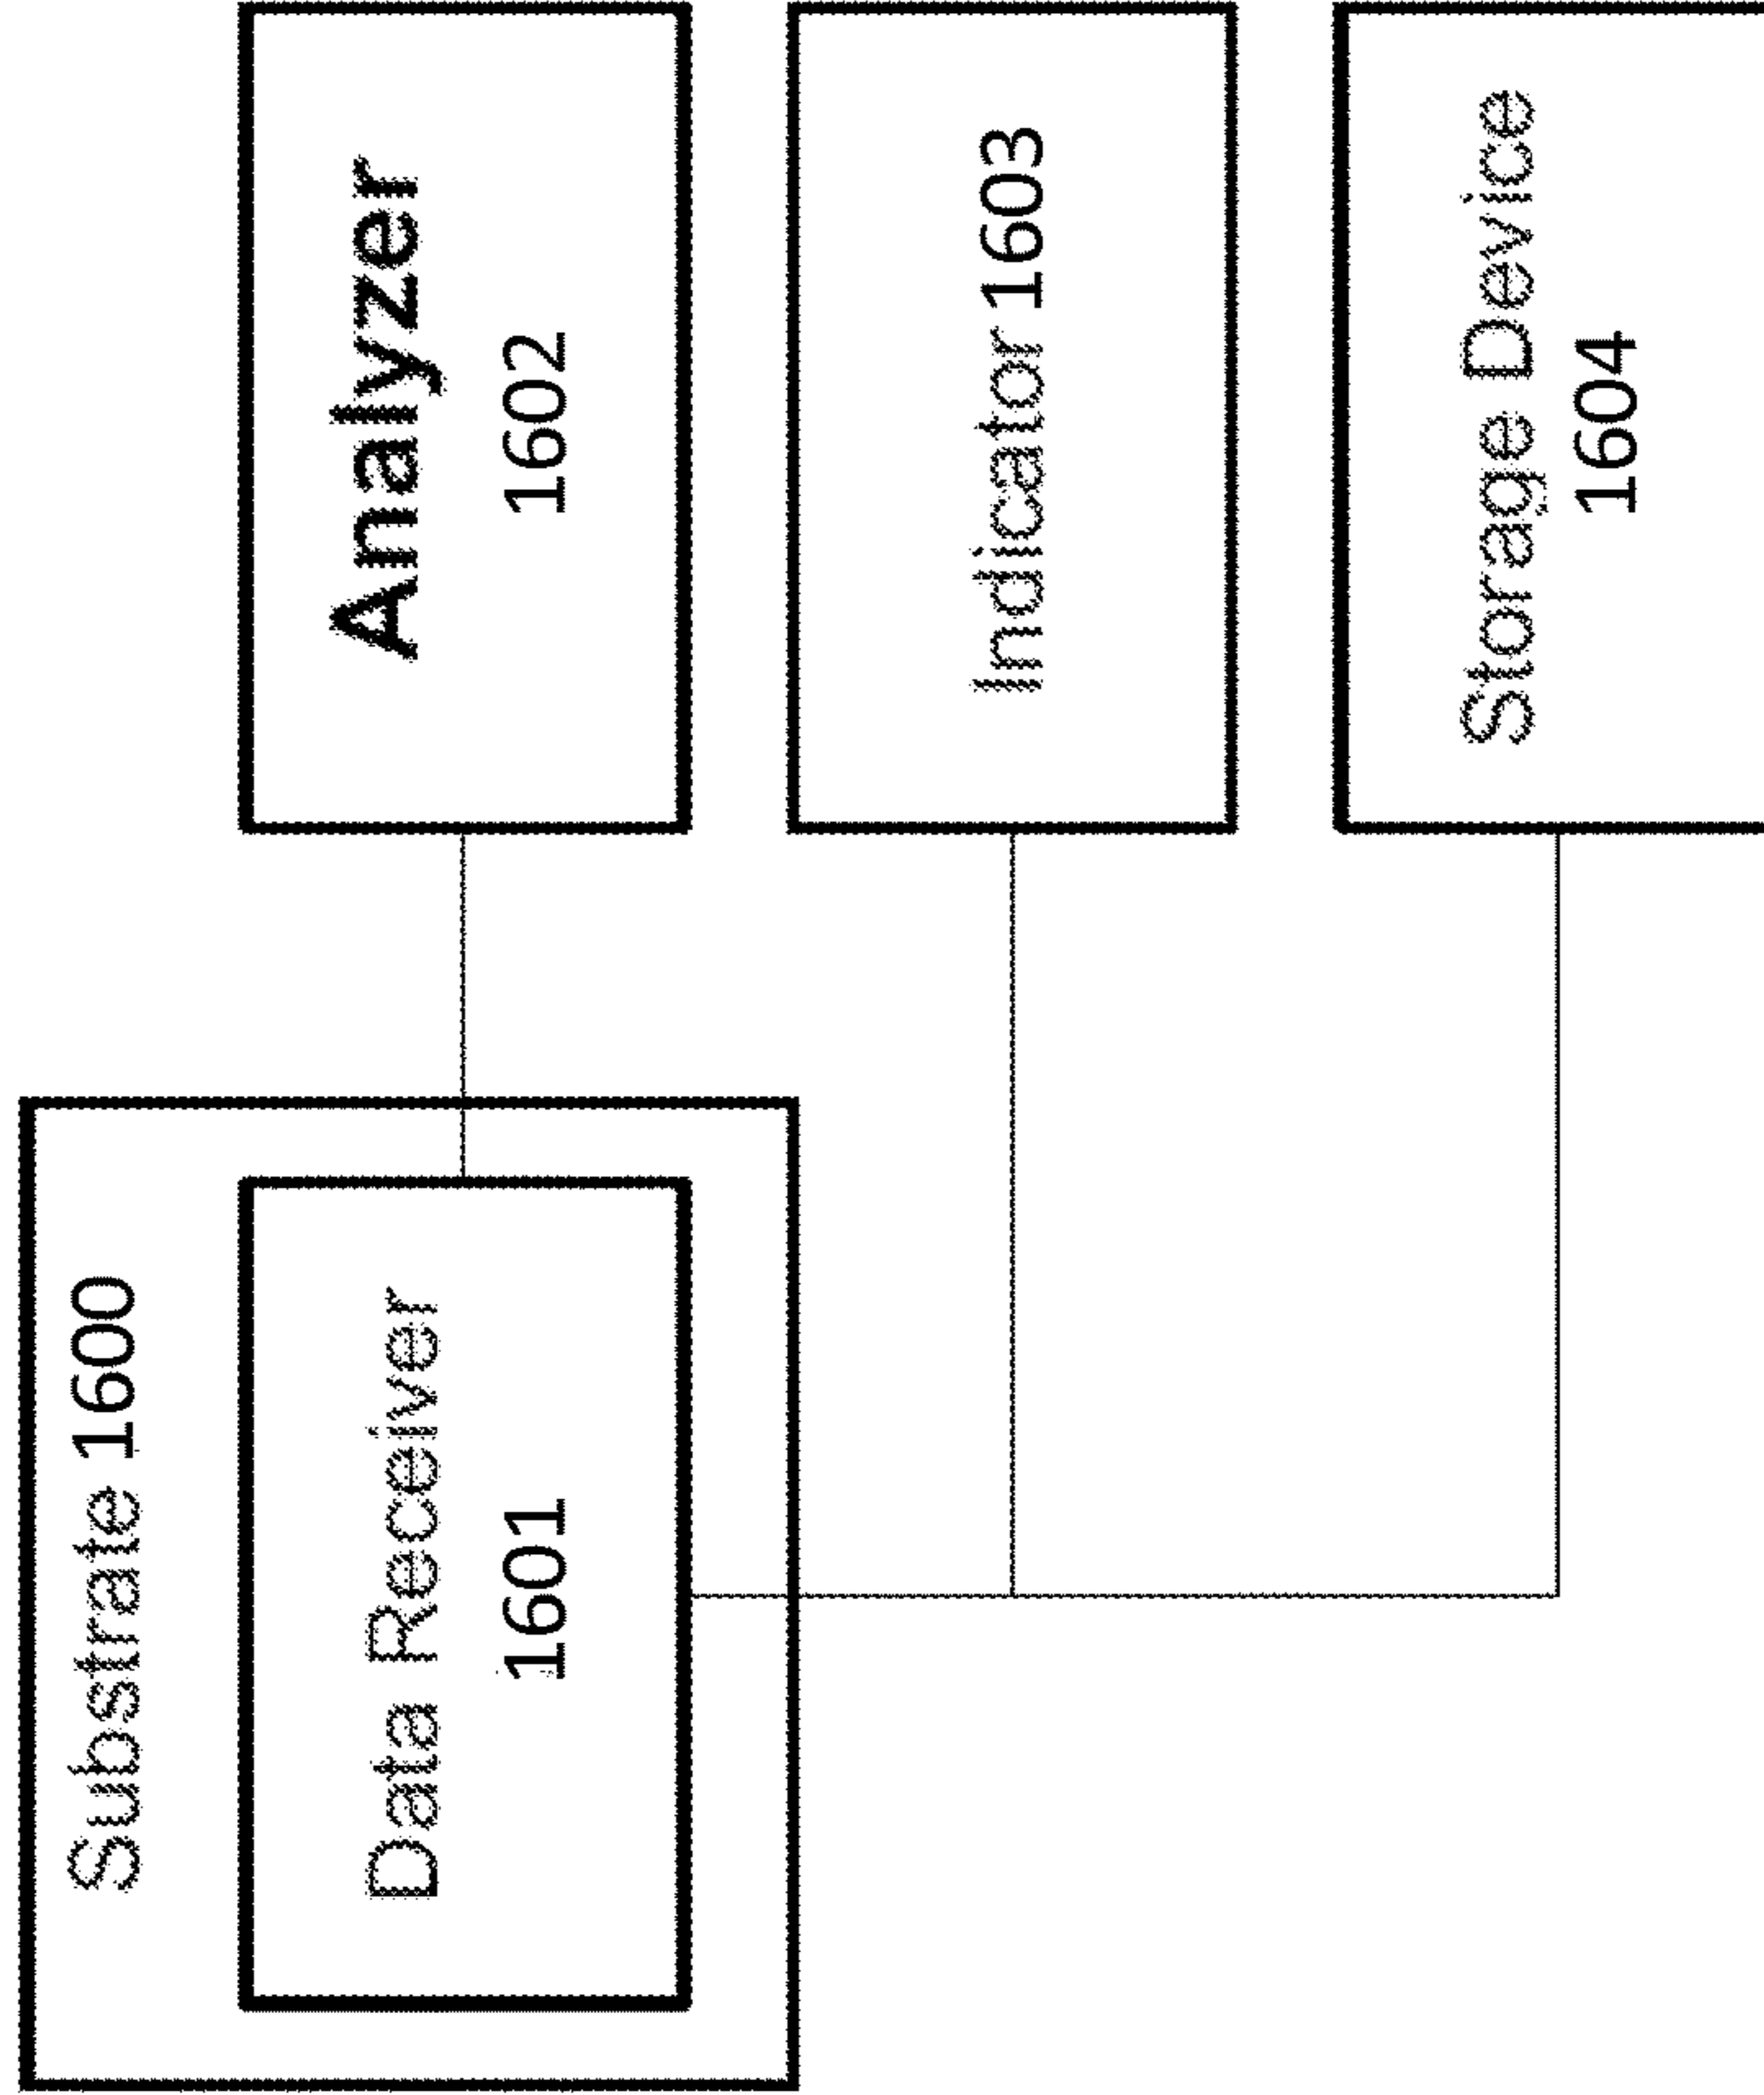 Substrate 1600
Data Receiver
1601
Analyzer
1602
Indicator 1603
Storage Device
1604